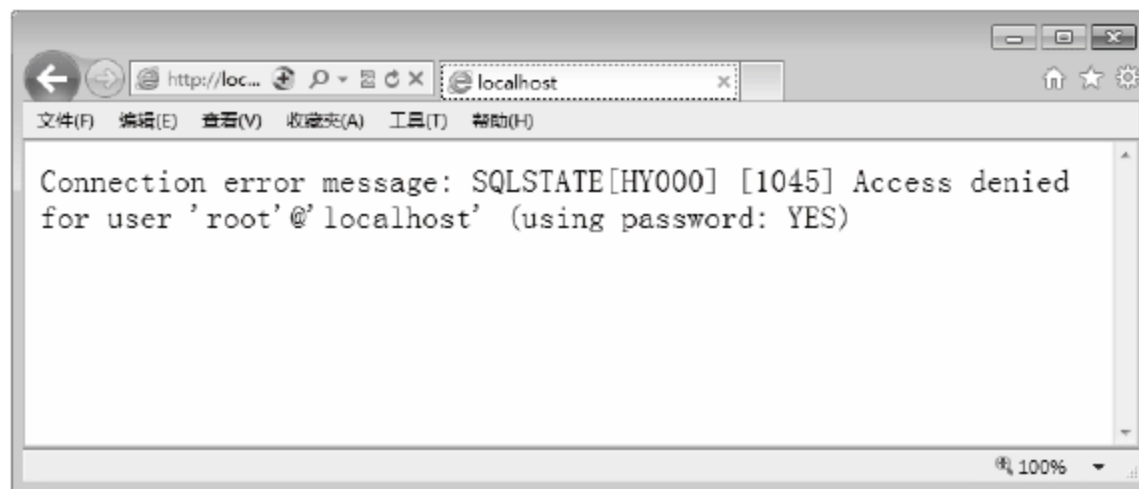 http://loc...
localhost
文件(F) 编辑(E) 查看(V) 收藏夹(A) 工具(T) 帮助(H)
Connection error message: SQLSTATE[HY000] [1045] Access denied
for user 'root'@'localhost' (using password: YES)
100%